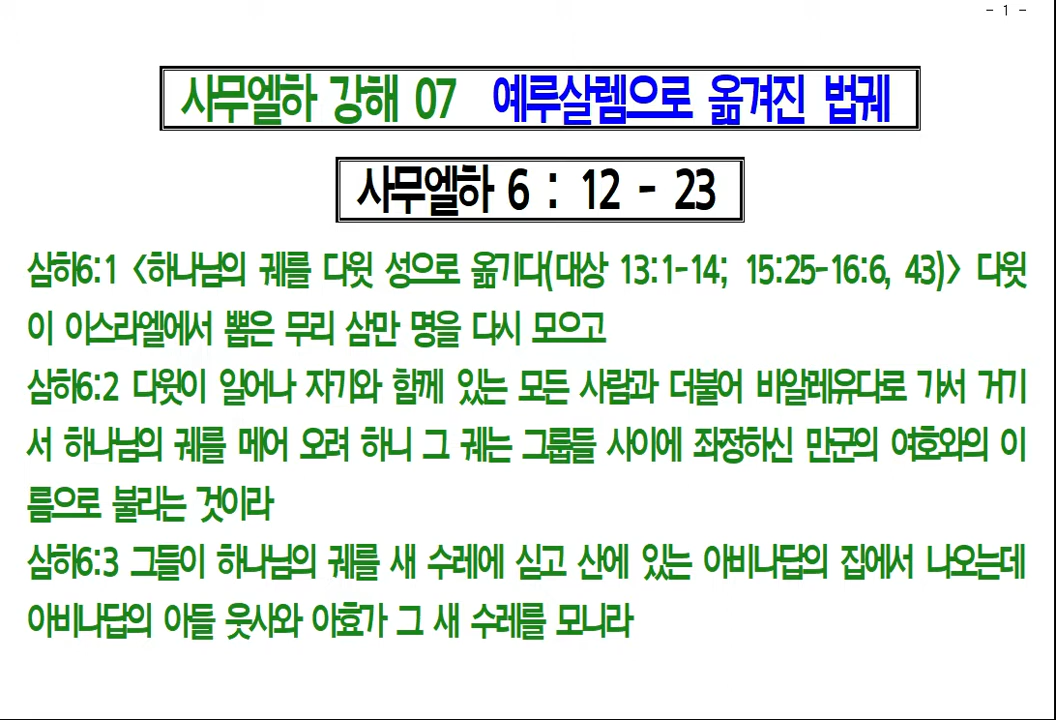 - 1 -
사무엘하 강해 07 예루살렘으로 옮겨진 법궤
사무엘하 6 : 12 - 23
삼하6:1 <하나님의 궤를 다윗 성으로 옮기다(대상 13:1-14; 15:25-16:6, 43)> 다윗
이 이스라엘에서 뽑은 무리 삼만 명을 다시 모으고
삼하6:2 다윗이 일어나 자기와 함께 있는 모든 사람과 더불어 바알레유다로 가서 거기
서 하나님의 궤를 메어 오려 하니 그 궤는 그룹들 사이에 좌정하신 만군의 여호와의 이
름으로 불리는 것이라
삼하6:3 그들이 하나님의 궤를 새 수레에 싣고 산에 있는 아비나답의 집에서 나오는데
아비나답의 아들 웃사와 아효가 그 새 수레를 모니라